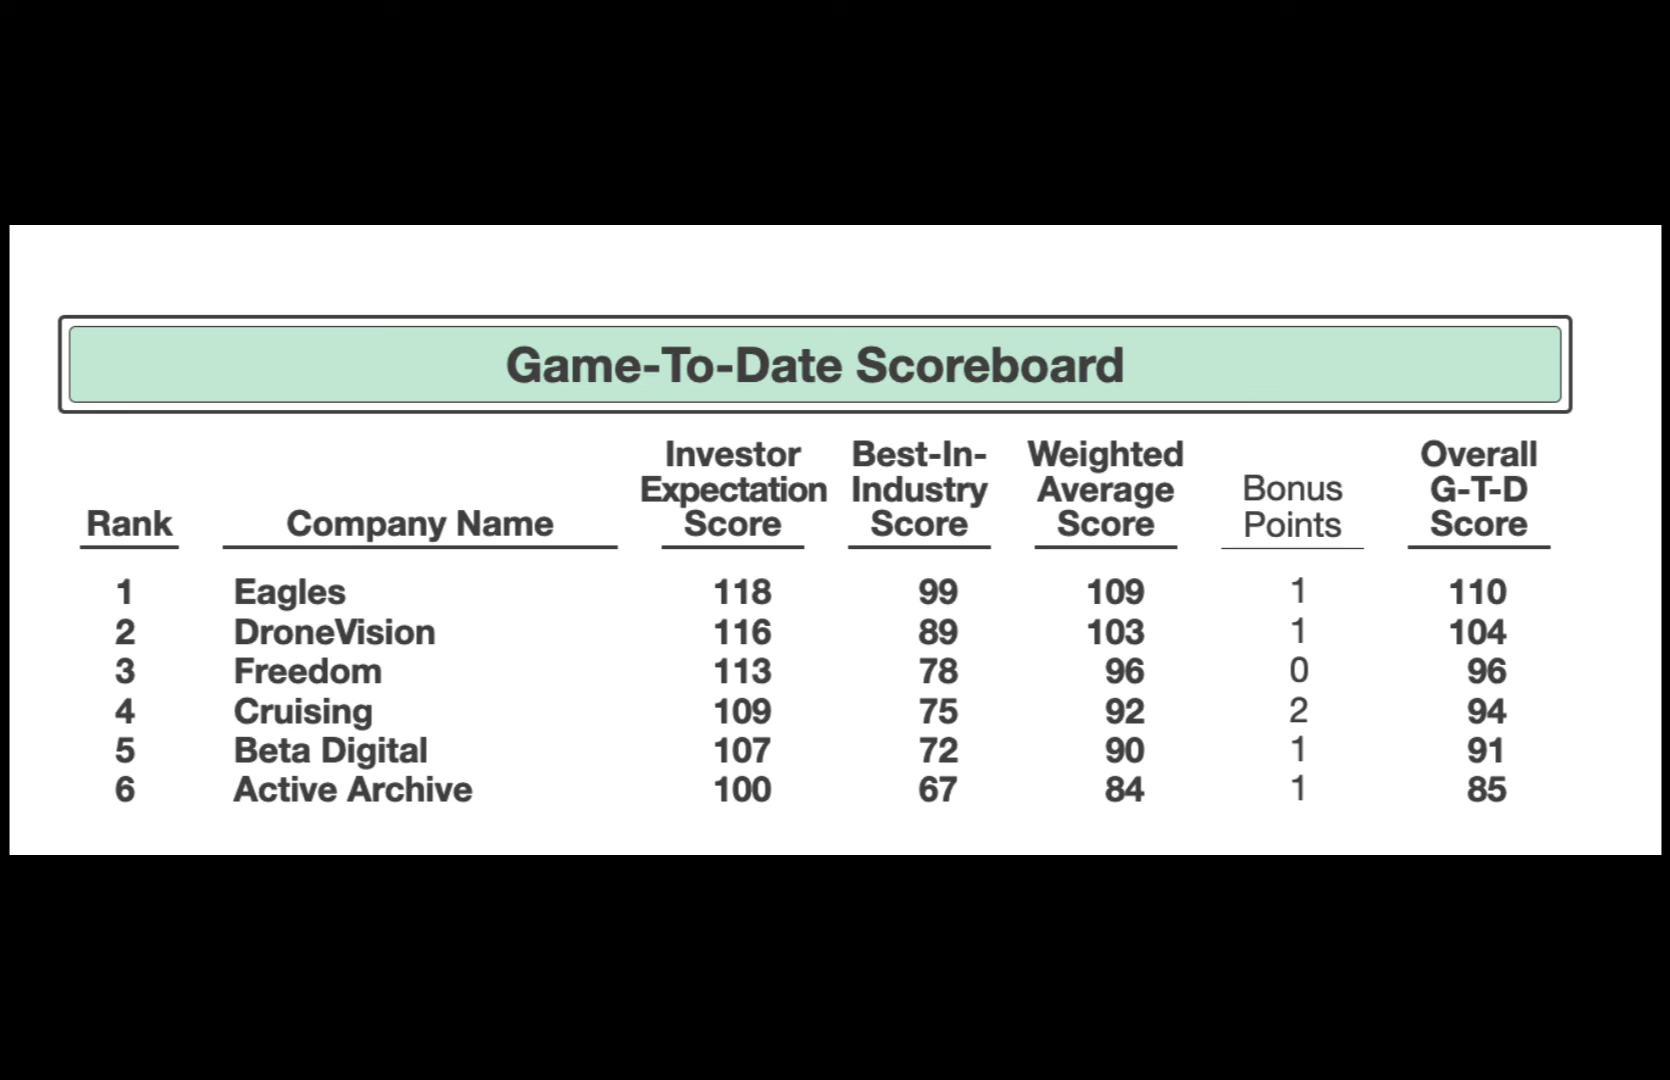 Game-To-Date Scoreboard
Investor Best-In- Weighted Overall
Expectation Industry Average Bonus G-T-D
Rank Company Name Score Score Score Points Score
1 Eagles 118 99 109 1 110
2 DroneVision 116 89 103 1 104
3 Freedom 113 78 96 0 96
4 Cruising 109 75 92 2 94
5 Beta Digital 107 72 90 1 91
6 Active Archive 100 67 84 1 85